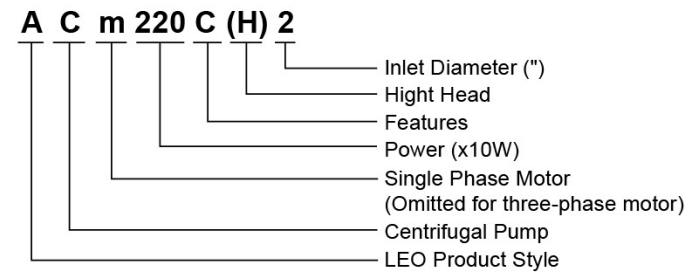 A C m 220 C (H) 2
Inlet Diameter (")
Hight Head
Features
Power (x10W)
Single Phase Motor
(Omitted for three-phase motor)
Centrifugal Pump
LEO Product Style